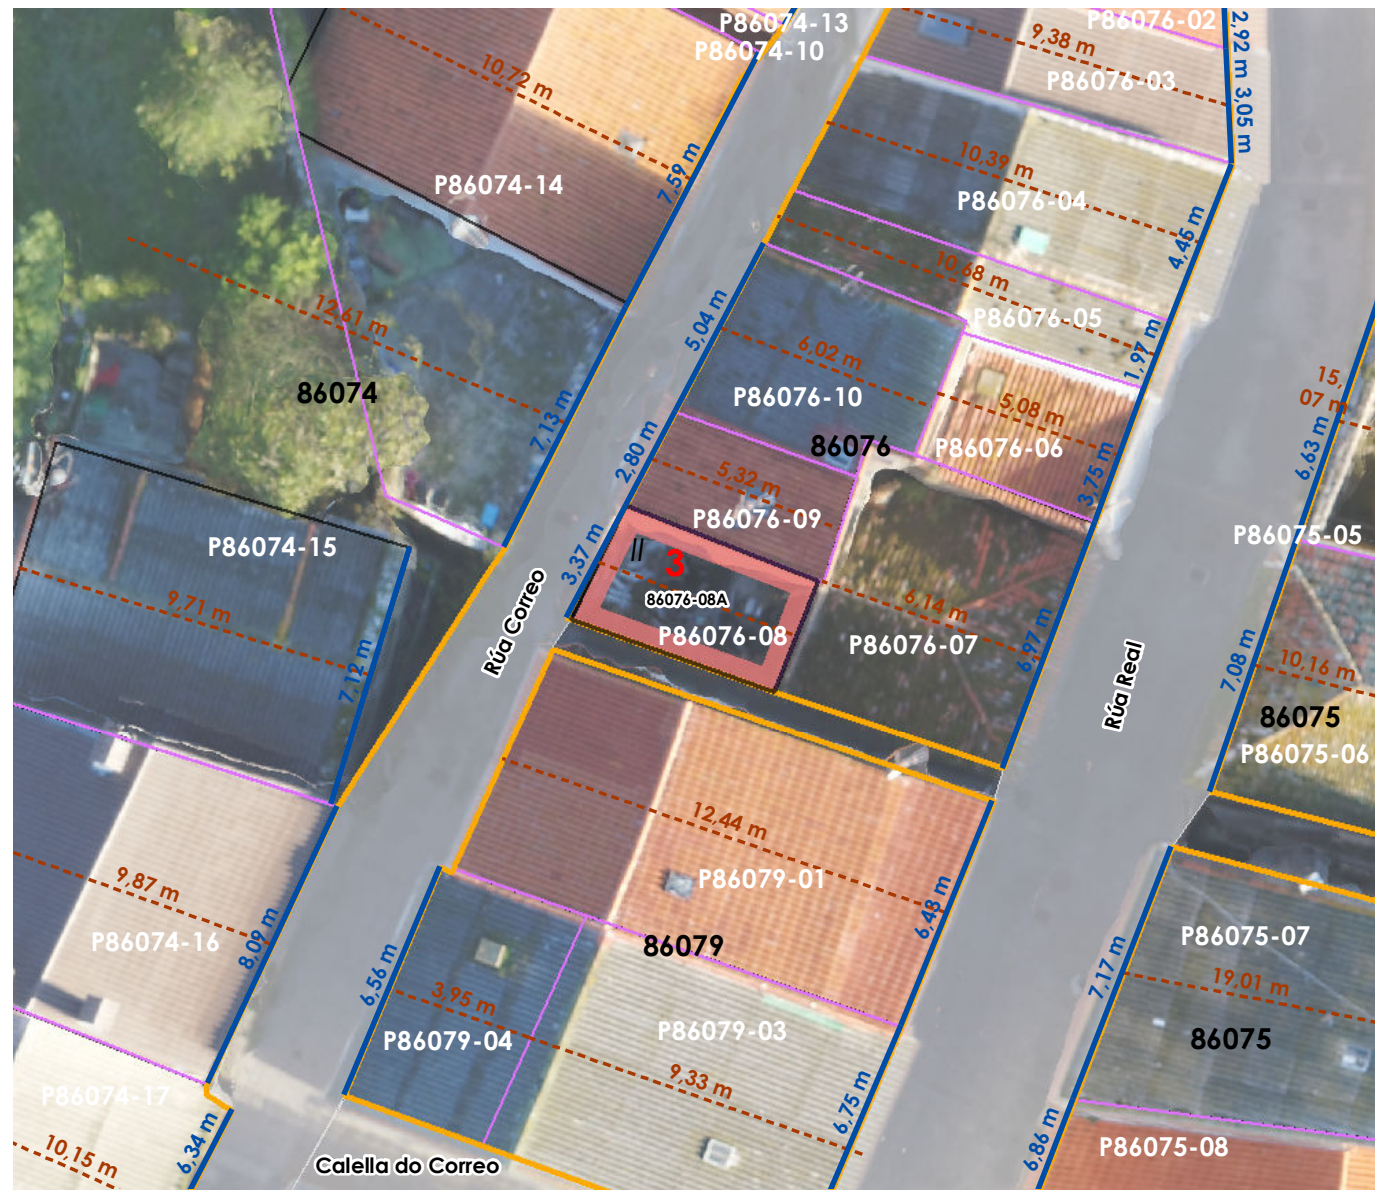 P86074-13
P86076-02
2,92 m
9,38 m
P86074-10
10,72 m
P86076-03
3,05 m
10,39 m
7,59 m
P86074-14
P86076-04
4,45 m
10,68 m
5,04 m
12,61 m
P86076-05
1,97 m
6,02 m
15,
07 m
86074
P86076-10
5,08 m
7,13 m
86076
P86076-06
2,80 m
6,63 m
5,32 m
3,75 m
P86076-09
P86075-05
P86074-15
II
3
3,37 m
9,71 m
86076-08A
6,14 m
Rúa Correo
P86076-08
P86076-07
6,97 m
10,16 m
7,08 m
7,12 m
Rúa Real
86075
P86075-06
12,44 m
9,87 m
P86079-01
6,43 m
P86074-16
8,09 m
86079
P86075-07
6,56 m
7,17 m
19,01 m
3,95 m
P86079-03
P86079-04
86075
9,33 m
P86074-17
6,75 m
6,34 m
10,15 m
6,86 m
P86075-08
Calella do Correo